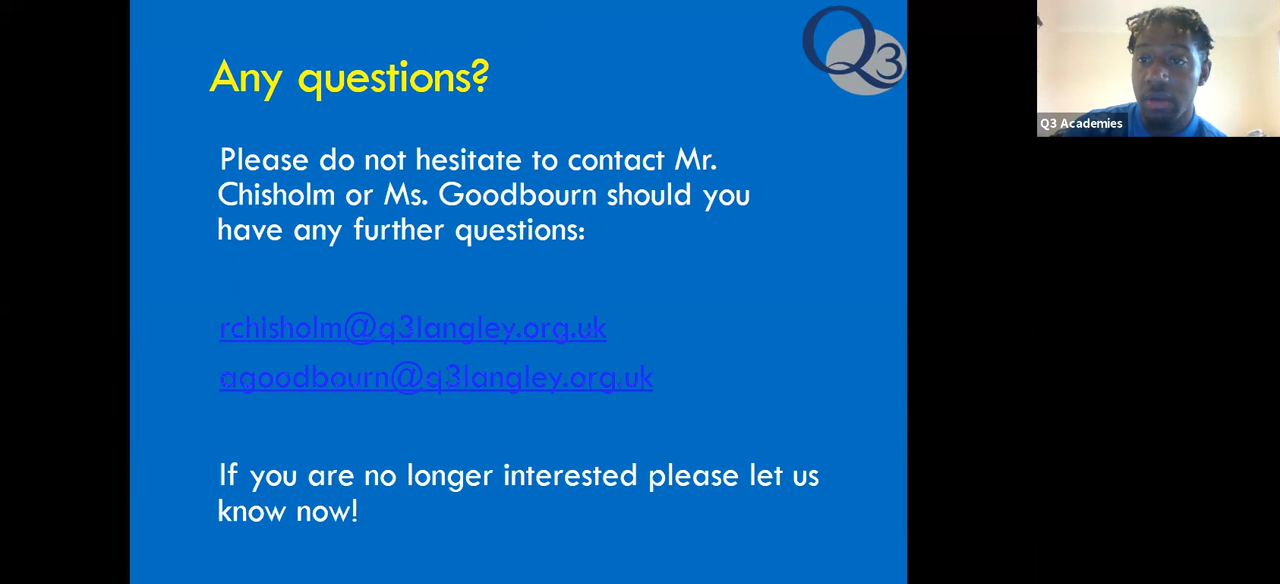 Q3
Any questions?
Please do not hesitate to contact Mr.
Chisholm or Ms. Goodbourn should you
have any further questions:
rchisholm@q3langley.org.uk
agoodbourn@q3langley.org.uk
If you are no longer interested please let us
know now!
Q3 Academies